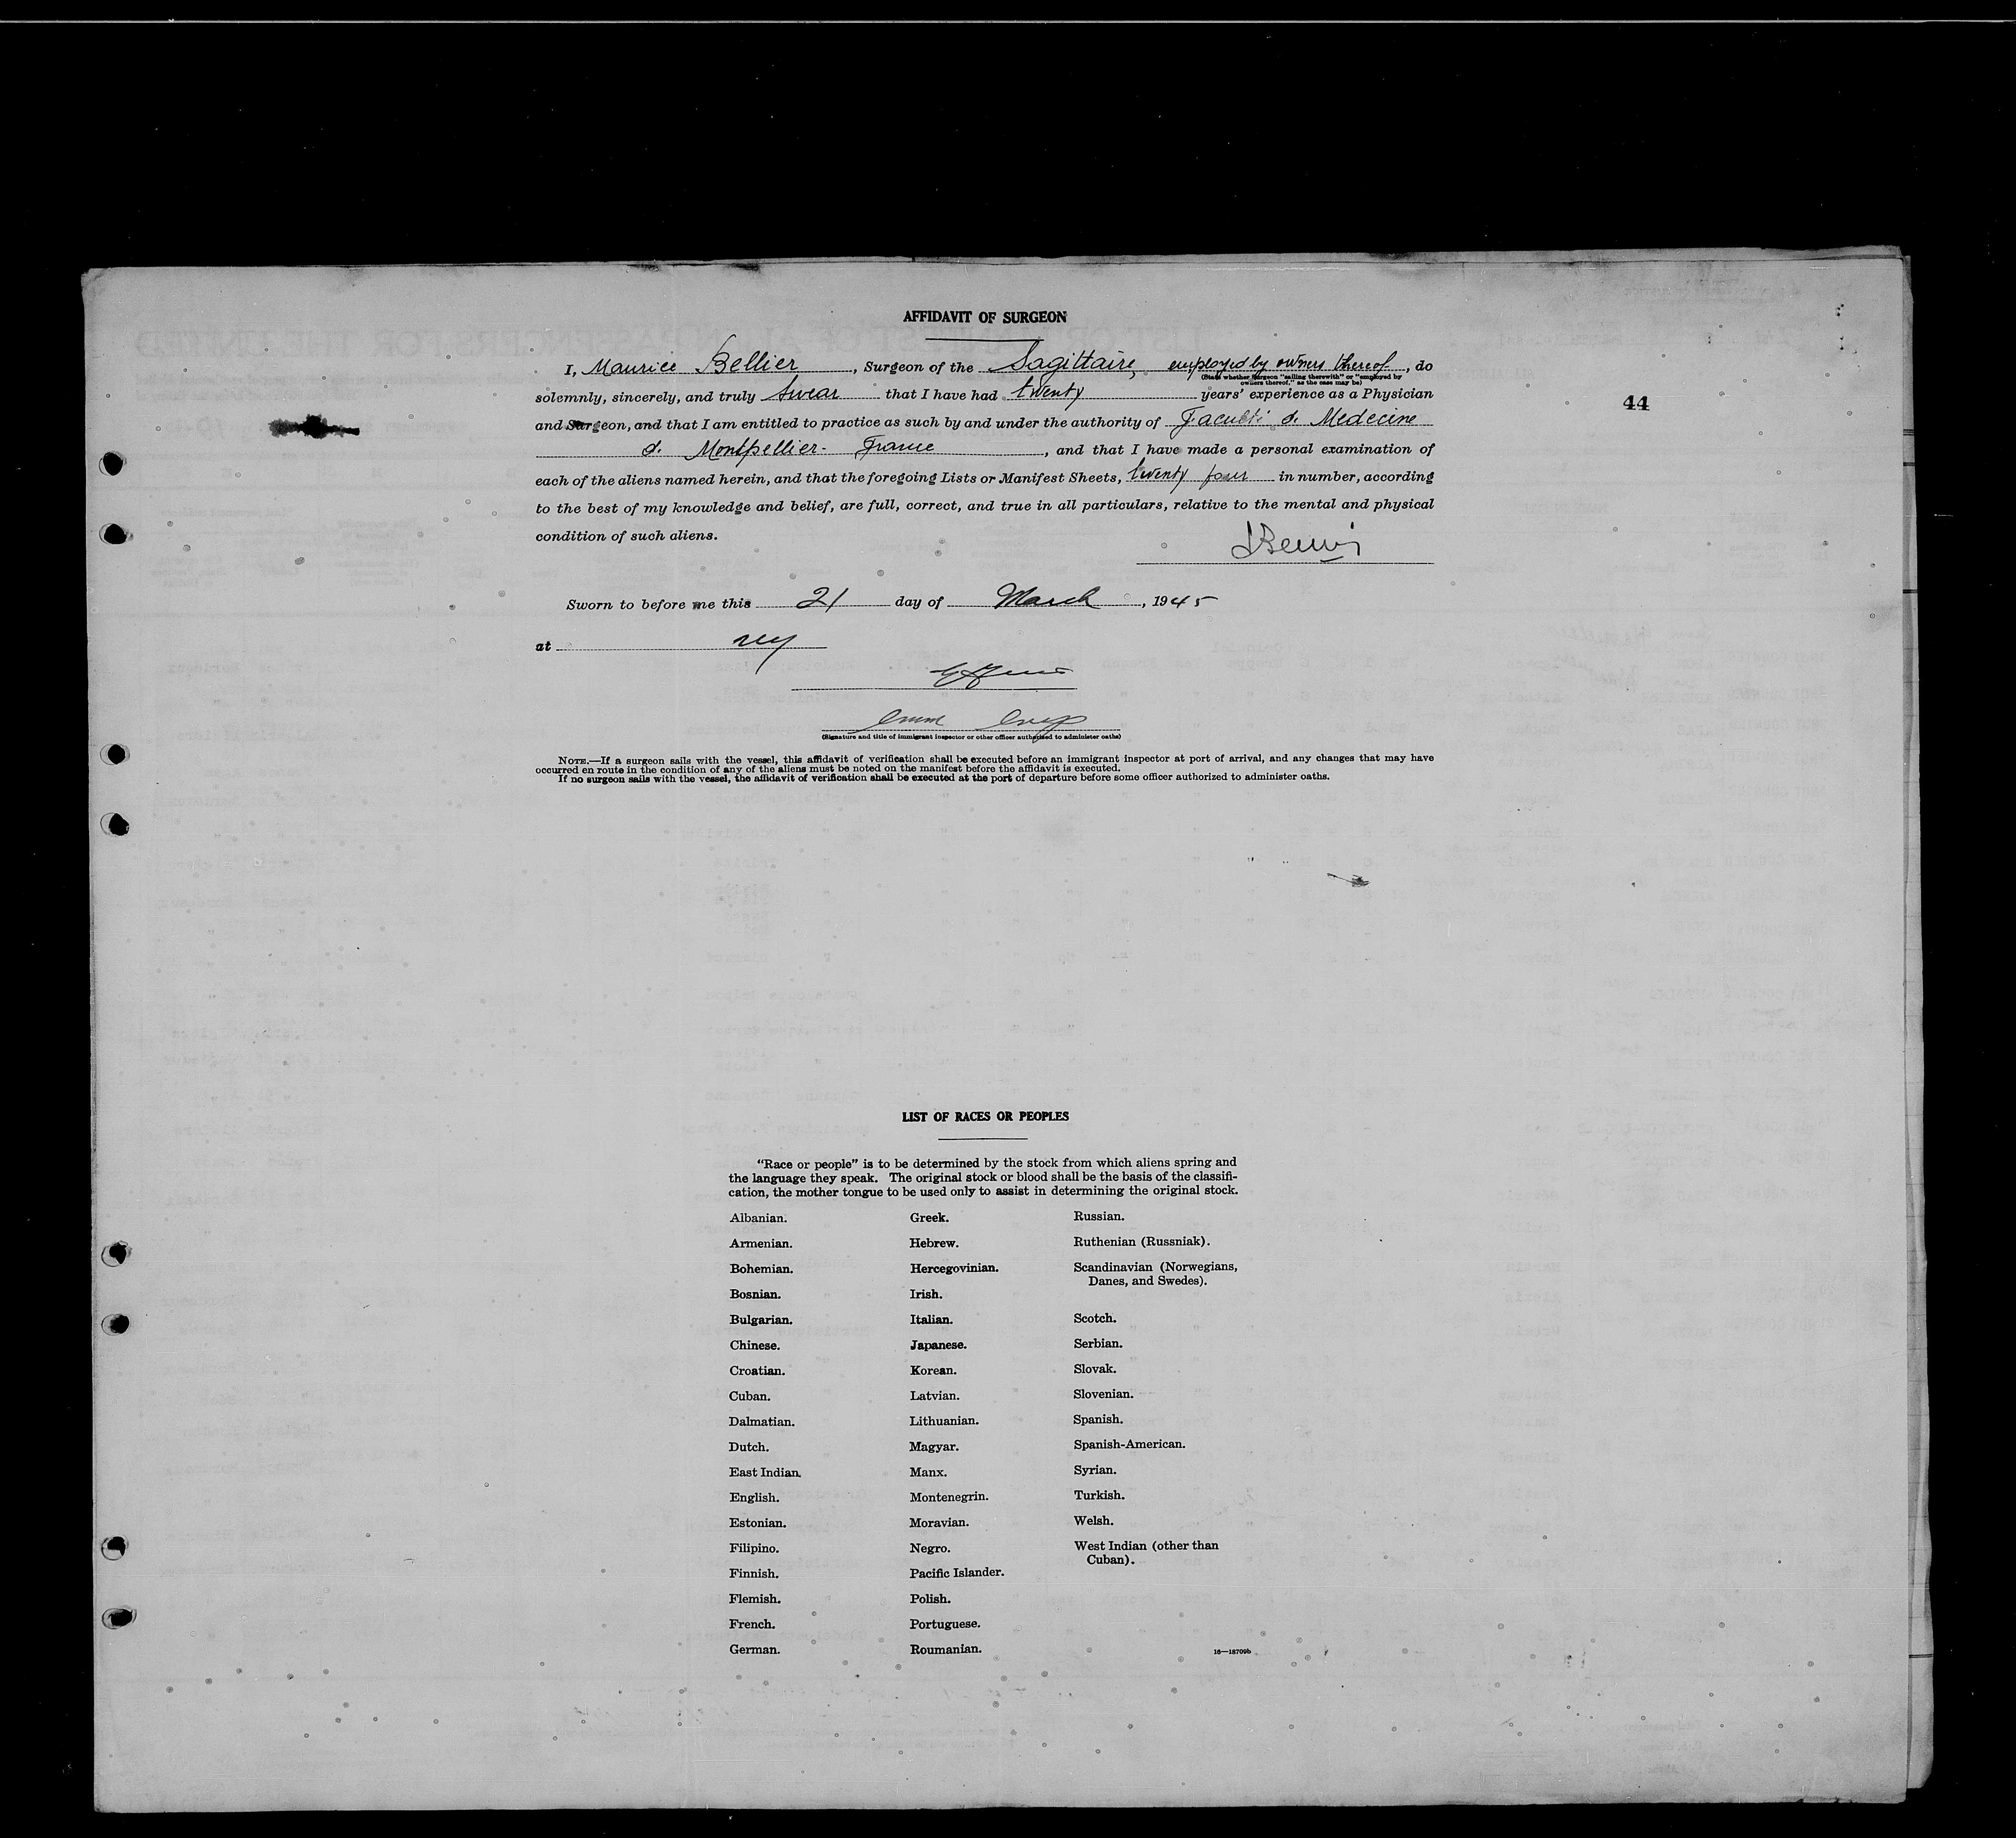 AFFIDAVIT OF SURGEON
I, Maurice Bellier, Surgeon of the Sagittaire, employed by owners thereof, do
(State whether surgeon "sailing therewith" or "employed by
owners thereof," as the case may be)
solemnly, sincerely, and truly swear that I have had twenty years' experience as a Physician
44
and Surgeon, and that I am entitled to practice as such by and under the authority of Faculté de Medecine
de Montpellier - France, and that I have made a personal examination of
each of the aliens named herein, and that the foregoing Lists or Manifest Sheets, twenty four in number, according
to the best of my knowledge and belief, are full, correct, and true in all particulars, relative to the mental and physical
condition of such aliens.
Sworn to before me this 21 day of March, 1945
at NY
Imm Insp
(Signature and title of immigrant inspector or other officer authorized to administer oaths)
NOTE.—If a surgeon sails with the vessel, this affidavit of verification shall be executed before an immigrant inspector at port of arrival, and any changes that may have
occurred en route in the condition of any of the aliens must be noted on the manifest before the affidavit is executed.
If no surgeon sails with the vessel, the affidavit of verification shall be executed at the port of departure before some officer authorized to administer oaths.
LIST OF RACES OR PEOPLES
"Race or people" is to be determined by the stock from which aliens spring and
the language they speak. The original stock or blood shall be the basis of the classifi-
cation, the mother tongue to be used only to assist in determining the original stock.
Albanian.
Armenian.
Bohemian.
Bosnian.
Bulgarian.
Chinese.
Croatian.
Cuban.
Dalmatian.
Dutch.
East Indian.
English.
Estonian.
Filipino.
Finnish.
Flemish.
French.
German.
Greek.
Hebrew.
Hercegovinian.
Irish.
Italian.
Japanese.
Korean.
Latvian.
Lithuanian.
Magyar.
Manx.
Montenegrin.
Moravian.
Negro.
Pacific Islander.
Polish.
Portuguese.
Roumanian.
Russian.
Ruthenian (Russniak).
Scandinavian (Norwegians,
Danes, and Swedes).
Scotch.
Serbian.
Slovak.
Slovenian.
Spanish.
Spanish-American.
Syrian.
Turkish.
Welsh.
West Indian (other than
Cuban).
16—18709b